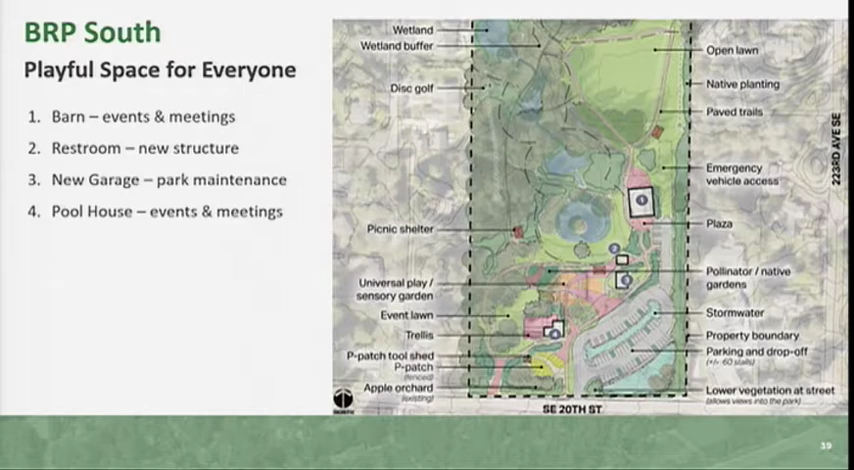 BRP South
Playful Space for Everyone
1. Barn – events & meetings
2. Restroom – new structure
3. New Garage – park maintenance
4. Pool House – events & meetings
Wetland
Wetland buffer
Disc golf
Picnic shelter
Universal play /
sensory garden
Event lawn
Trellis
P-patch tool shed
P-patch
(fenced)
Apple orchard
(existing)
Open lawn
Native planting
Paved trails
Emergency
vehicle access
Plaza
Pollinator / native
gardens
Stormwater
Property boundary
Parking and drop-off
(+/- 60 stalls)
Lower vegetation at street
(allows views into the park)
1
2
3
4
223RD AVE SE
NORTH
SE 20TH ST
39